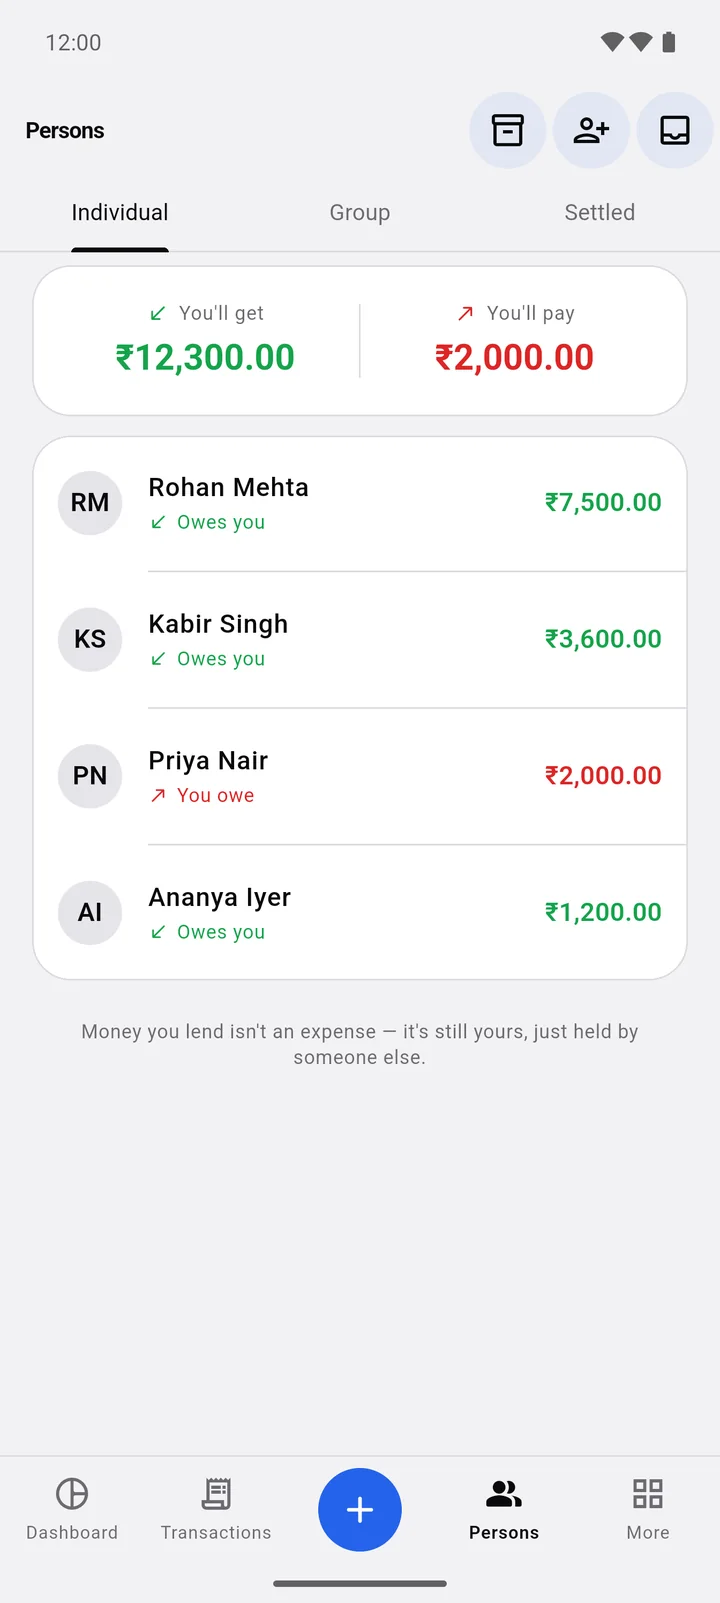 12:00
Persons
Individual
Group
Settled
You'll get
₹12,300.00
You'll pay
₹2,000.00
RM
Rohan Mehta
Owes you
₹7,500.00
KS
Kabir Singh
Owes you
₹3,600.00
PN
Priya Nair
You owe
₹2,000.00
AI
Ananya Iyer
Owes you
₹1,200.00
Money you lend isn't an expense — it's still yours, just held by
someone else.
Dashboard
Transactions
Persons
More